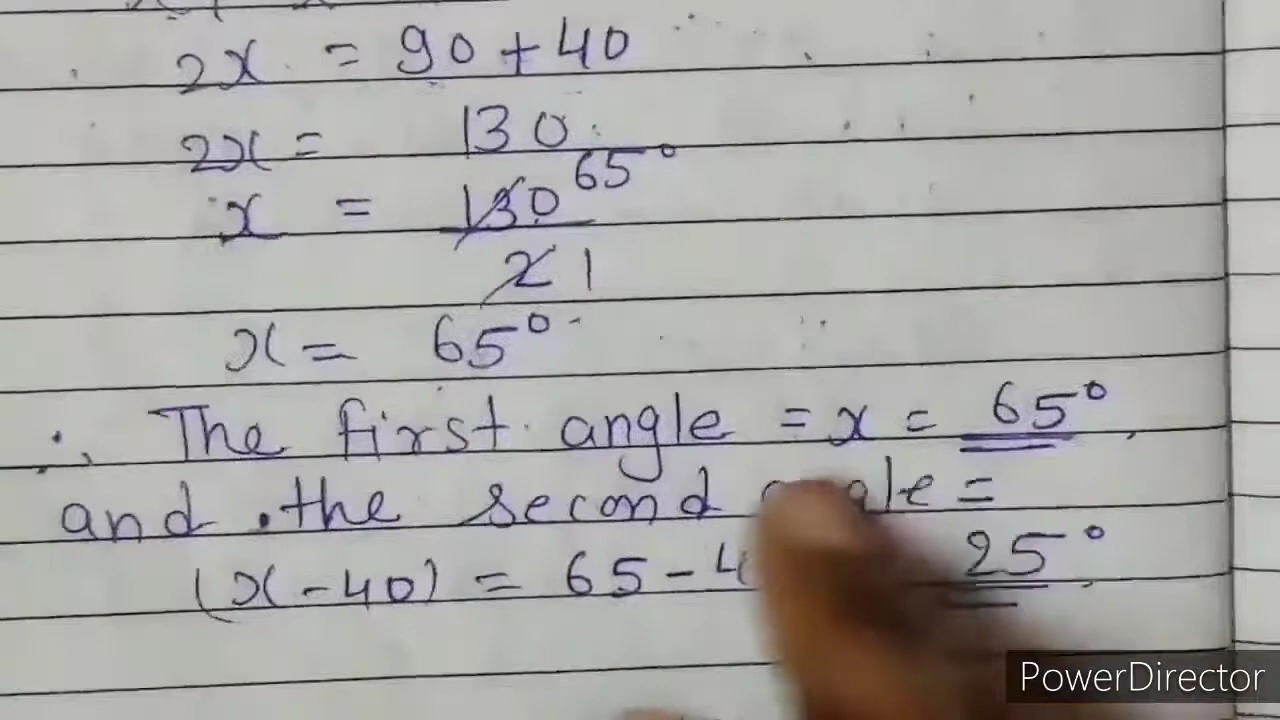 2x = 90 + 40
2x = 130
x = 130 65°
2 1
x = 65°
∴ The first angle = x = 65°
and the second angle =
(x - 40) = 65 - 4 25°
PowerDirector